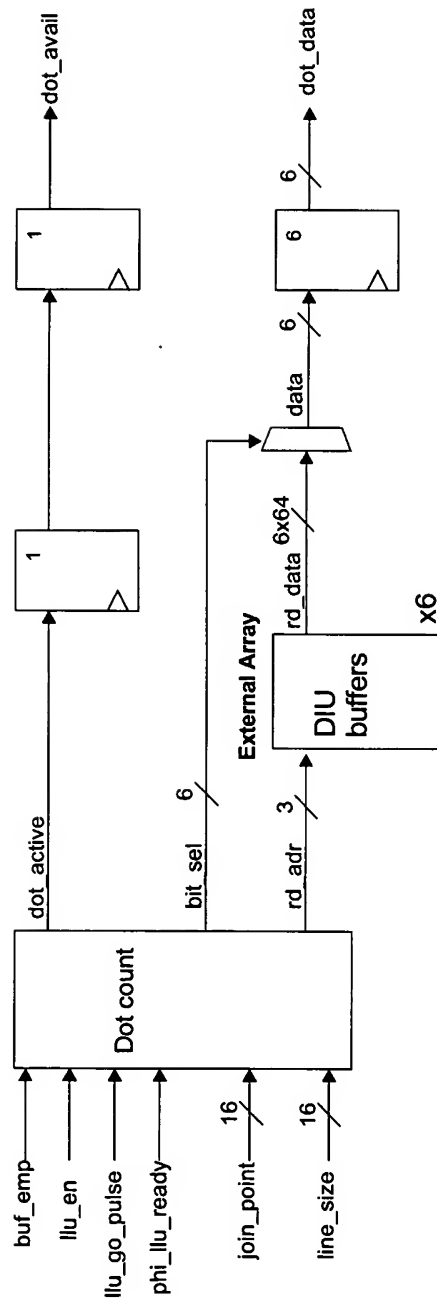 buf_emp
llu_en
llu_go_pulse
phi_llu_ready
join_point
16
line_size
16
Dot count
dot_active
1
1
dot_avail
bit_sel
6
rd_adr
3
External Array
DIU
buffers
x6
rd_data
6x64
data
6
6
6
dot_data